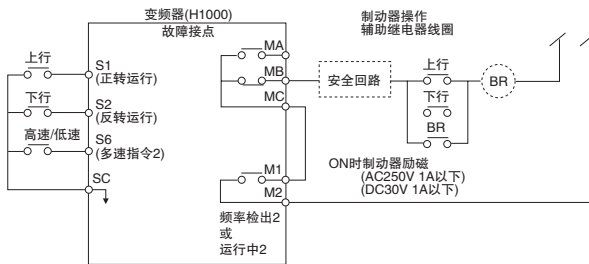 变频器(H1000)
故障接点
制动器操作
辅助继电器线圈
上行
S1
(正转运行)
下行
S2
(反转运行)
高速/低速
S6
(多速指令2)
SC
MA
MB
MC
M1
M2
频率检出2
或
运行中2
安全回路
上行
下行
BR
BR
ON时制动器励磁
(AC250V 1A以下)
(DC30V 1A以下)